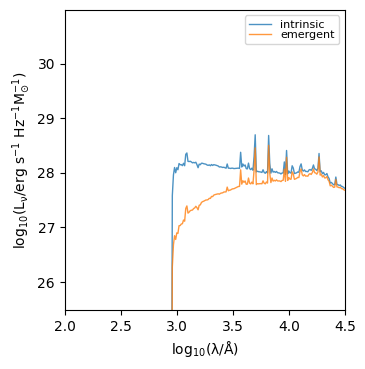 intrinsic
emergent
log₁₀(Lν/erg s⁻¹ Hz⁻¹M⊙⁻¹)
30
29
28
27
26
2.0 2.5 3.0 3.5 4.0 4.5
log₁₀(λ/Å)